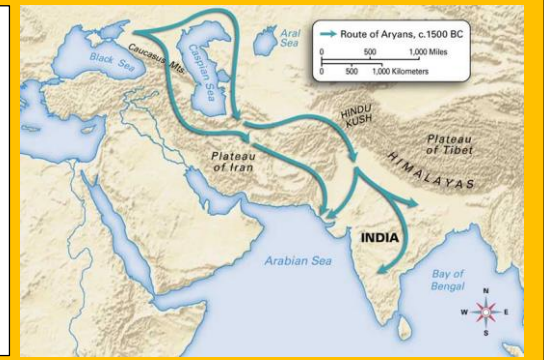 Route of Aryans, c.1500 BC
0 500 1,000 Miles
0 500 1,000 Kilometers
Aral
Sea
Black Sea
Caucasus Mts.
Caspian Sea
HINDU
KUSH
Plateau
of Tibet
Plateau
of Iran
HIMALAYAS
INDIA
Arabian Sea
Bay of
Bengal
N
W E
S